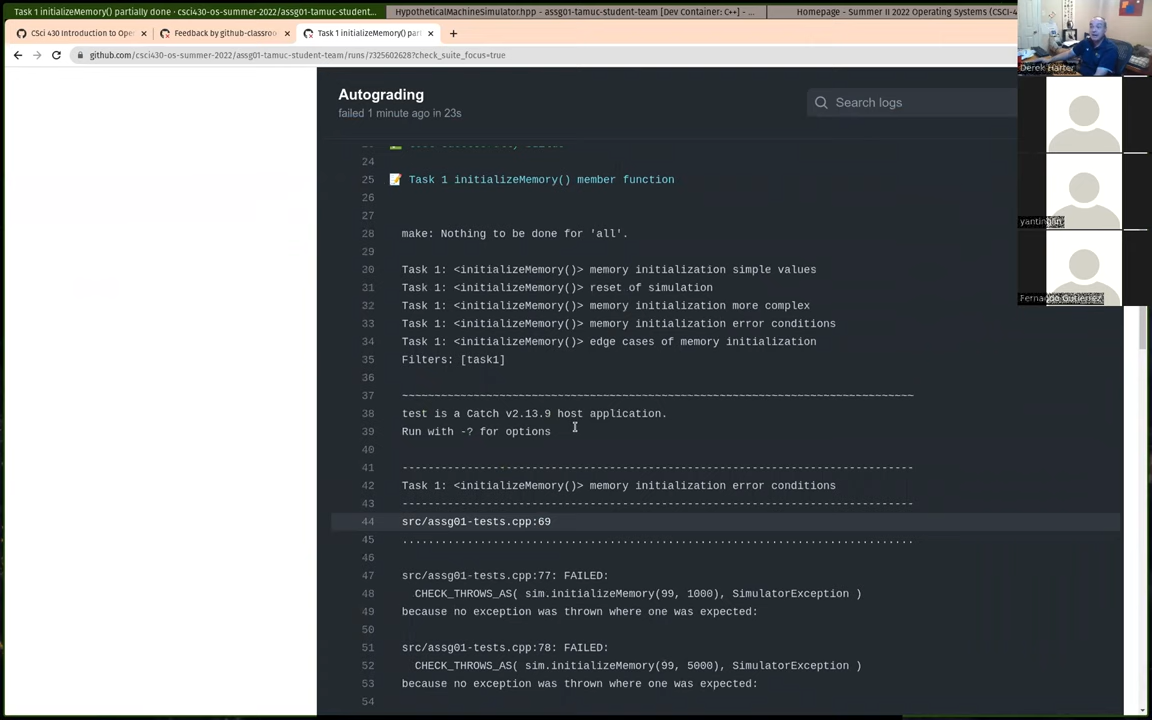 Task 1 initializeMemory() partially done - csci430-os-summer-2022/assg01-tamuc-student...
HypotheticalMachineSimulator.hpp - assg01-tamuc-student-team [Dev Container: C++] - ...
Homepage - Summer II 2022 Operating Systems (CSCI-4
CSci 430 Introduction to Ope
Feedback by github-classroo
Task 1 initializeMemory() par
github.com/csci430-os-summer-2022/assg01-tamuc-student-team/runs/7325602628?check_suite_focus=true
Derek Harter
Autograding
failed 1 minute ago in 23s
Search logs
24
25 📝 Task 1 initializeMemory() member function
26
27
28 make: Nothing to be done for 'all'.
29
30 Task 1: <initializeMemory()> memory initialization simple values
31 Task 1: <initializeMemory()> reset of simulation
32 Task 1: <initializeMemory()> memory initialization more complex
33 Task 1: <initializeMemory()> memory initialization error conditions
34 Task 1: <initializeMemory()> edge cases of memory initialization
35 Filters: [task1]
36
37 ~~~~~~~~~~~~~~~~~~~~~~~~~~~~~~~~~~~~~~~~~~~~~~~~~~~~~~~~~~~~~~~~~~~~~~~~~~~~~~~
38 test is a Catch v2.13.9 host application.
39 Run with -? for options
40
41 -------------------------------------------------------------------------------
42 Task 1: <initializeMemory()> memory initialization error conditions
43 -------------------------------------------------------------------------------
44 src/assg01-tests.cpp:69
45 ...............................................................................
46
47 src/assg01-tests.cpp:77: FAILED:
48 CHECK_THROWS_AS( sim.initializeMemory(99, 1000), SimulatorException )
49 because no exception was thrown where one was expected:
50
51 src/assg01-tests.cpp:78: FAILED:
52 CHECK_THROWS_AS( sim.initializeMemory(99, 5000), SimulatorException )
53 because no exception was thrown where one was expected:
54
Fernando Gutierrez